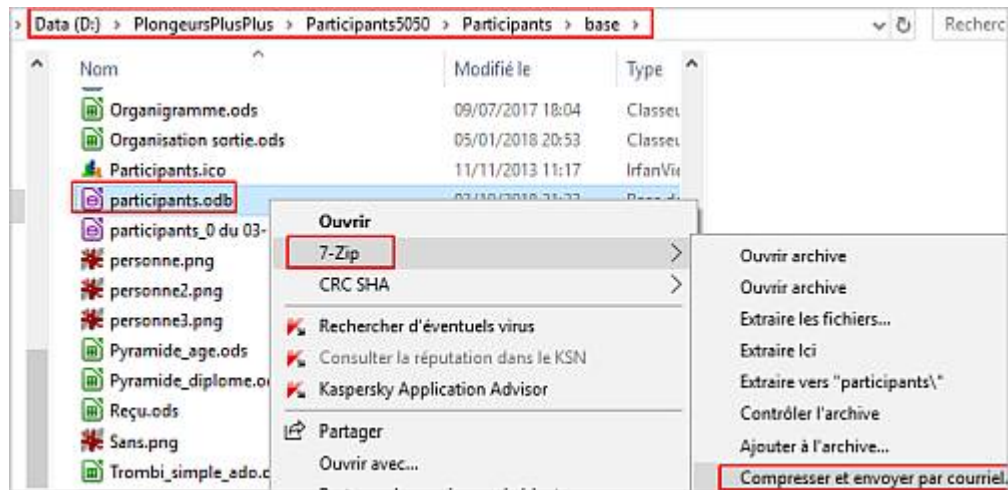 > Data (D:) > PlongeursPlusPlus > Participants5050 > Participants > base > Recherc
Nom Modifié le Type
Organigramme.ods 09/07/2017 18:04 Classeu
Organisation sortie.ods 05/01/2018 20:53 Classeu
Participants.ico 11/11/2013 11:17 IrfanVie
participants.odb
participants_0 du 03-
personne.png
personne2.png
personne3.png
Pyramide_age.ods
Pyramide_diplome.o
Reçu.ods
Sans.png
Trombi_simple_ado.o
Ouvrir
7-Zip >
CRC SHA >
Rechercher d'éventuels virus
Consulter la réputation dans le KSN
Kaspersky Application Advisor
Partager
Ouvrir avec...
Ouvrir archive
Ouvrir archive
Extraire les fichiers...
Extraire Ici
Extraire vers "participants\"
Contrôler l'archive
Ajouter à l'archive...
Compresser et envoyer par courriel